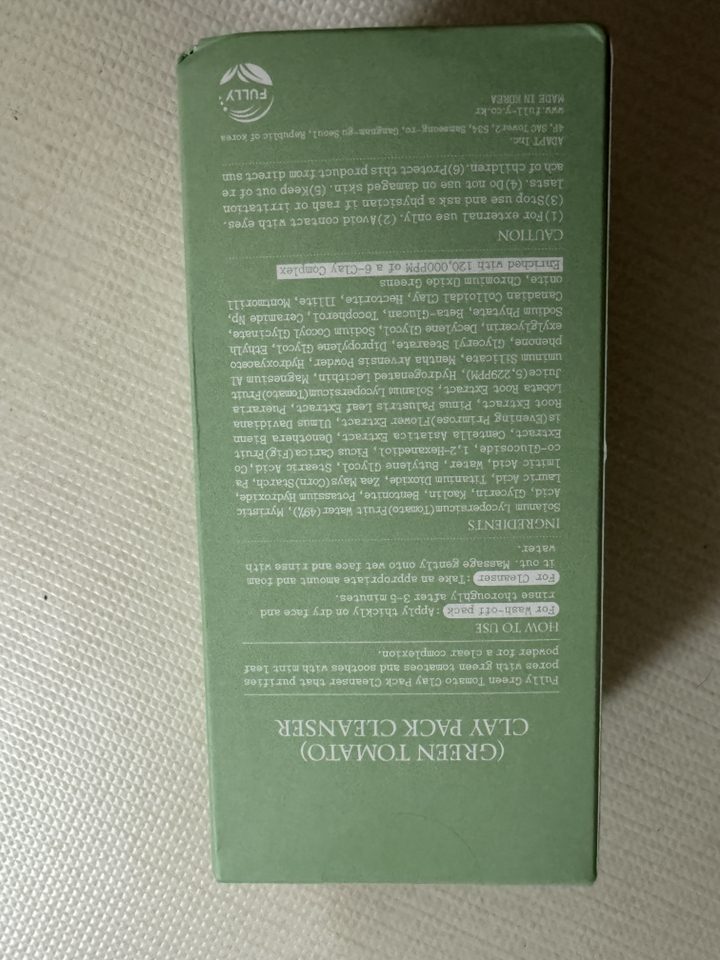 (GREEN TOMATO)
CLAY PACK CLEANSER
Fully Green Tomato Clay Pack Cleanser that purifies
pores with green tomatoes and soothes with mint leaf
powder for a clear complexion.
HOW TO USE
For Wash-off pack : Apply thickly on dry face and
rinse thoroughly after 3-5 minutes.
For Cleanser : Take an appropriate amount and foam
it out. Massage gently onto wet face and rinse with
water.
INGREDIENTS
Solanum Lycopersicum(Tomato)Fruit Water(49%), Myristic
Acid, Glycerin, Kaolin, Bentonite, Potassium Hydroxide,
Lauric Acid, Titanium Dioxide, Zea Mays(Corn)Starch, Pa
lmitic Acid, Water, Butylene Glycol, Stearic Acid, Co
co-Glucoside, 1,2-Hexanediol, Ficus Carica(Fig)Fruit
Extract, Centella Asiatica Extract, Oenothera Bienn
is(Evening Primrose)Flower Extract, Ulmus Davidiana
Root Extract, Pinus Palustris Leaf Extract, Pueraria
Lobata Root Extract, Solanum Lycopersicum(Tomato)Fruit
Juice(5,229PPM), Hydrogenated Lecithin, Magnesium Al
uminum Silicate, Mentha Arvensis Powder, Hydroxyaceto
phenone, Glyceryl Stearate, Dipropylene Glycol, Ethylh
exylglycerin, Decylene Glycol, Sodium Cocoyl Glycinate,
Sodium Phytate, Beta-Glucan, Tocopherol, Ceramide Np,
Canadian Colloidal Clay, Hectorite, Illite, Montmorill
onite, Chromium Oxide Greens
Enriched with 120,000PPM of a 6-Clay Complex
CAUTION
(1)For external use only. (2)Avoid contact with eyes.
(3)Stop use and ask a physician if rash or irritation
lasts. (4)Do not use on damaged skin. (5)Keep out of re
ach of children. (6)Protect this product from direct sun
ADAPT Inc.
4F, SAC Tower2, 534, Samseong-ro, Gangnam-gu Seoul, Republic of korea
www.full-y.co.kr
MADE IN KOREA
FULLY